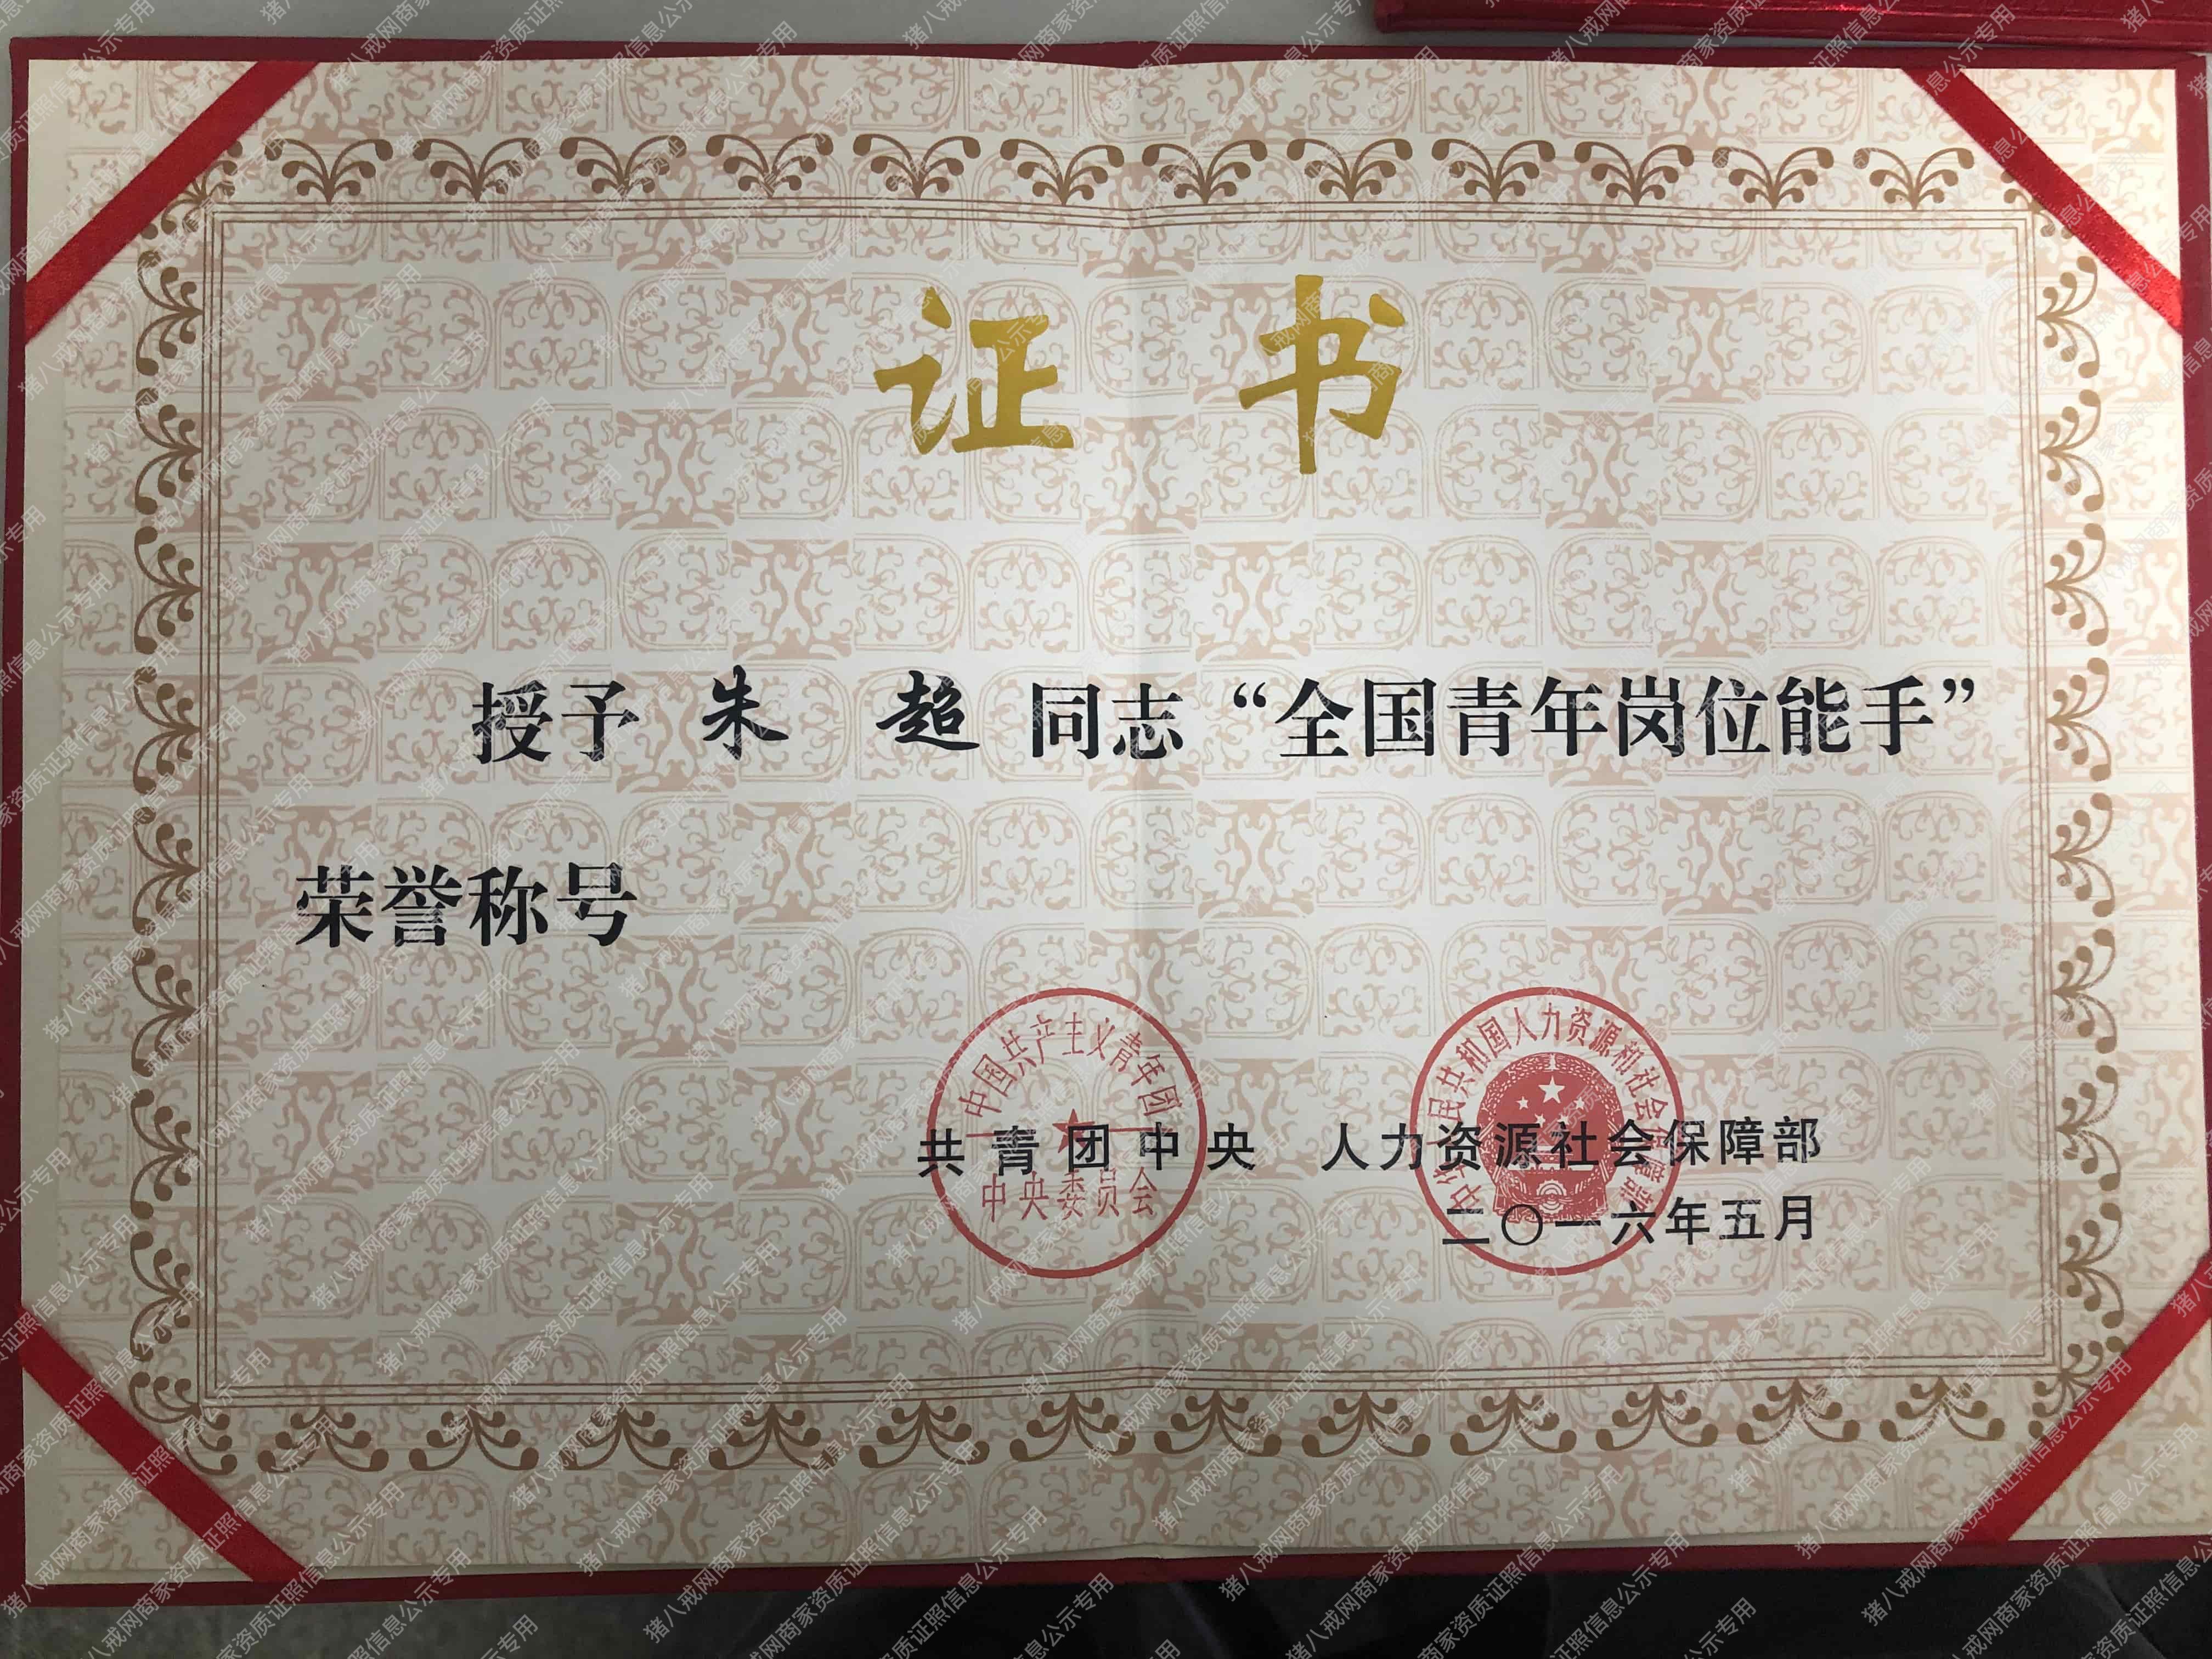 证 书
授予 朱 超 同志“全国青年岗位能手”
荣誉称号
中国共产主义青年团
中央委员会
中华人民共和国人力资源和社会保障部
共青团中央 人力资源社会保障部
二〇一六年五月
猪八戒网商家资质证照信息公示专用